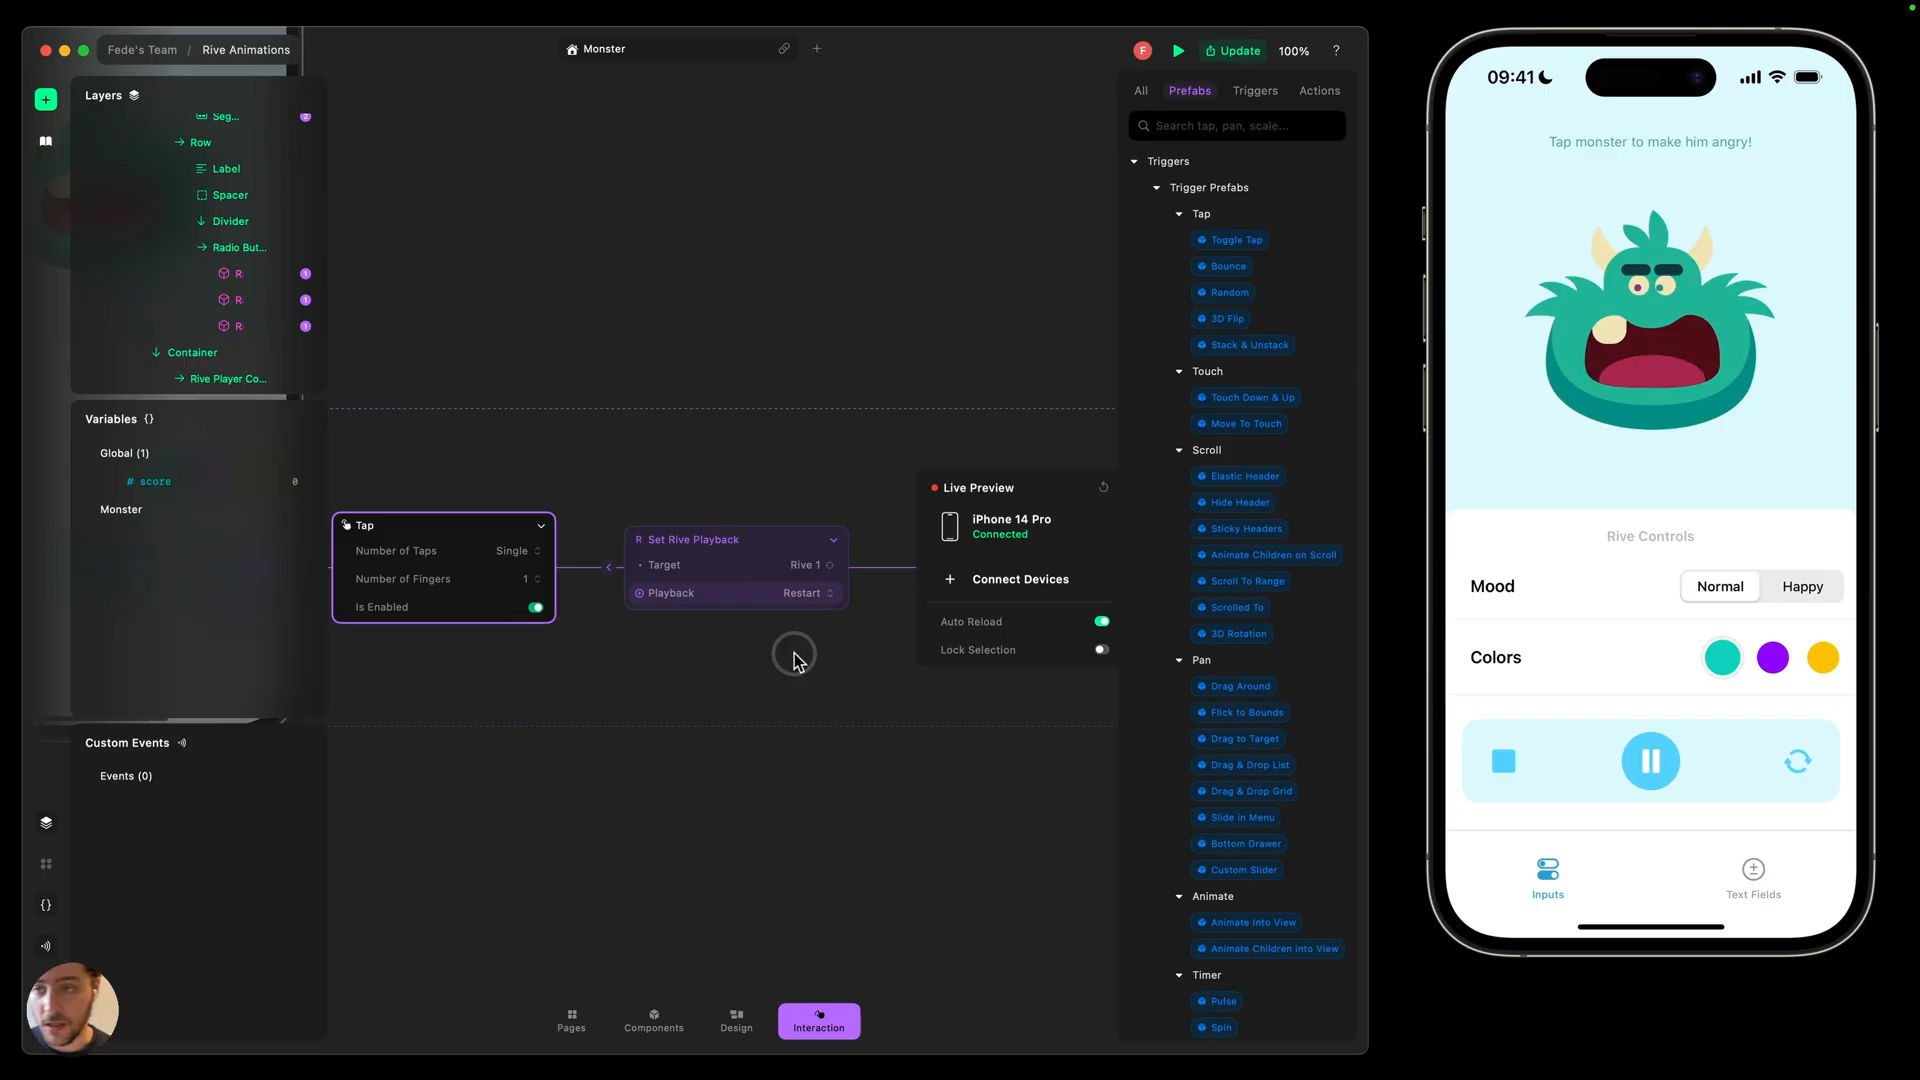 Fede's Team / Rive Animations
Monster
F
Update
100%
?
Layers
Seg...
2
Row
Label
Spacer
Divider
Radio But...
R
1
R
1
R
1
Container
Rive Player Co...
Variables {}
Global (1)
# score
0
Monster
Custom Events
Events (0)
Tap
Number of Taps
Single
Number of Fingers
1
Is Enabled
R Set Rive Playback
Target
Rive 1
Playback
Restart
Live Preview
iPhone 14 Pro
Connected
+ Connect Devices
Auto Reload
Lock Selection
Pages
Components
Design
Interaction
All
Prefabs
Triggers
Actions
Search tap, pan, scale...
Triggers
Trigger Prefabs
Tap
Toggle Tap
Bounce
Random
3D Flip
Stack & Unstack
Touch
Touch Down & Up
Move To Touch
Scroll
Elastic Header
Hide Header
Sticky Headers
Animate Children on Scroll
Scroll To Range
Scrolled To
3D Rotation
Pan
Drag Around
Flick to Bounds
Drag to Target
Drag & Drop List
Drag & Drop Grid
Slide in Menu
Bottom Drawer
Custom Slider
Animate
Animate Into View
Animate Children into View
Timer
Pulse
Spin
09:41
Tap monster to make him angry!
Rive Controls
Mood
Normal
Happy
Colors
Inputs
Text Fields